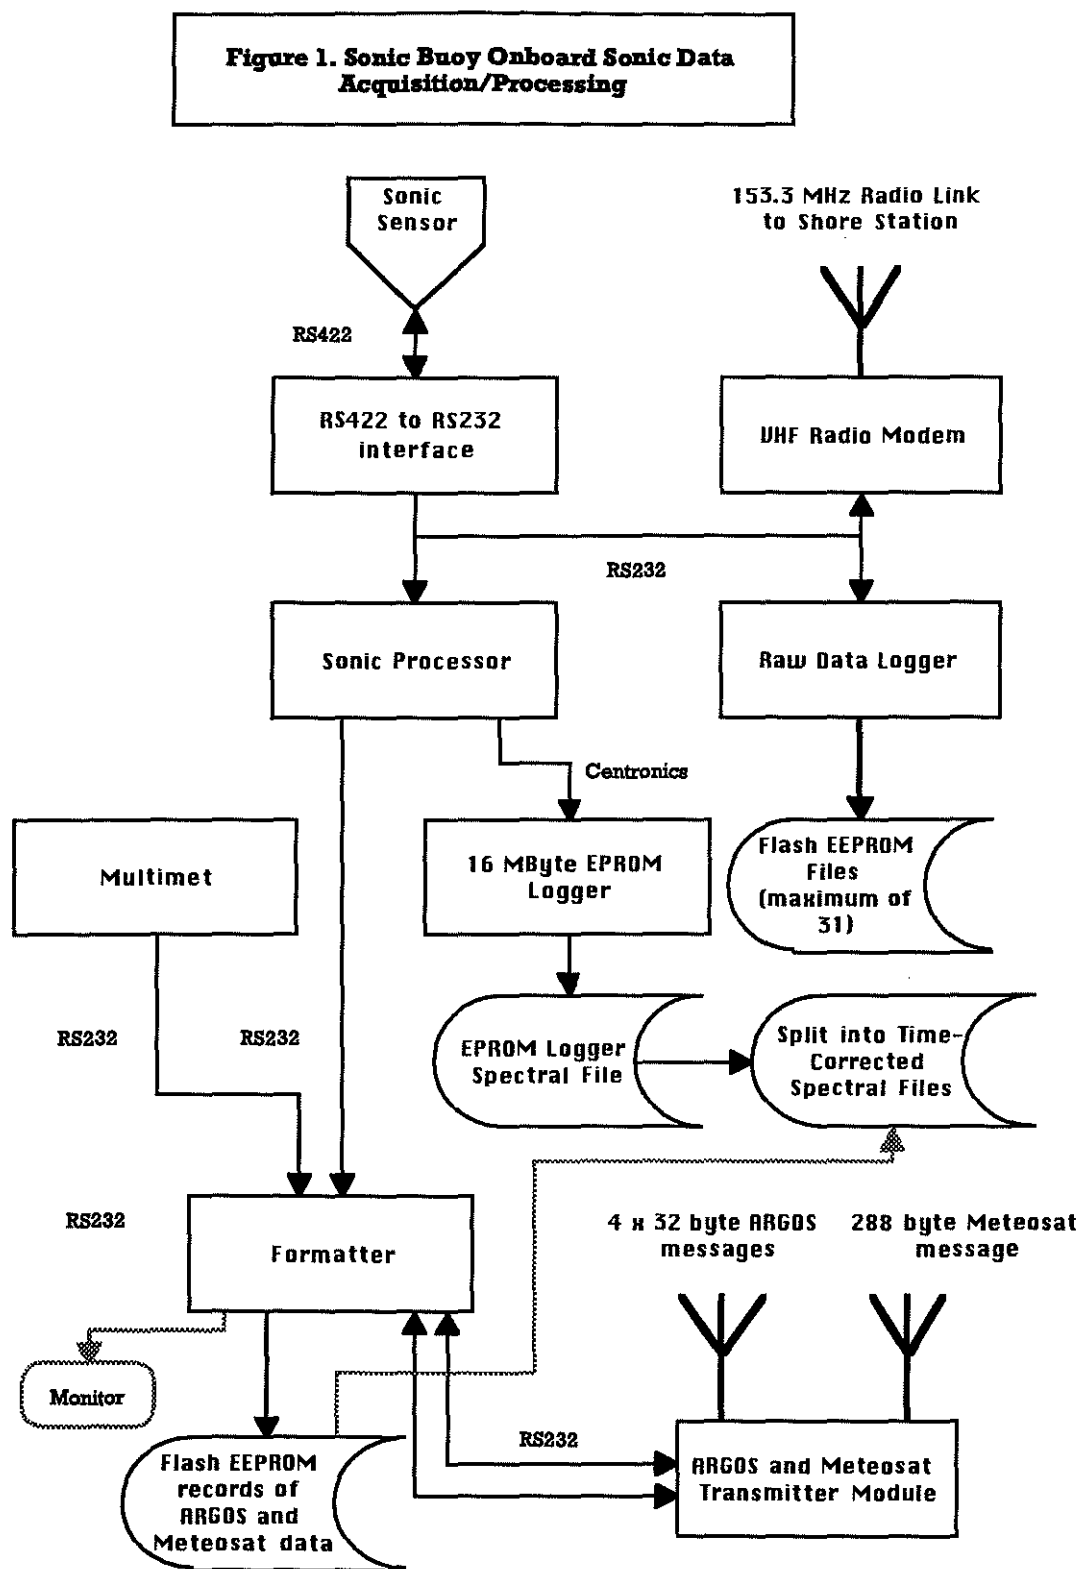 Figure 1. Sonic Buoy Onboard Sonic Data
Acquisition/Processing
Sonic
Sensor
153.3 MHz Radio Link
to Shore Station
RS422
RS422 to RS232
interface
VHF Radio Modem
RS232
Sonic Processor
Raw Data Logger
Centronics
Multimet
16 MByte EPROM
Logger
Flash EEPROM
Files
(maximum of
31)
RS232
RS232
EPROM Logger
Spectral File
Split into Time-
Corrected
Spectral Files
RS232
Formatter
4 x 32 byte ARGOS
messages
288 byte Meteosat
message
Monitor
RS232
Flash EEPROM
records of
ARGOS and
Meteosat data
ARGOS and Meteosat
Transmitter Module